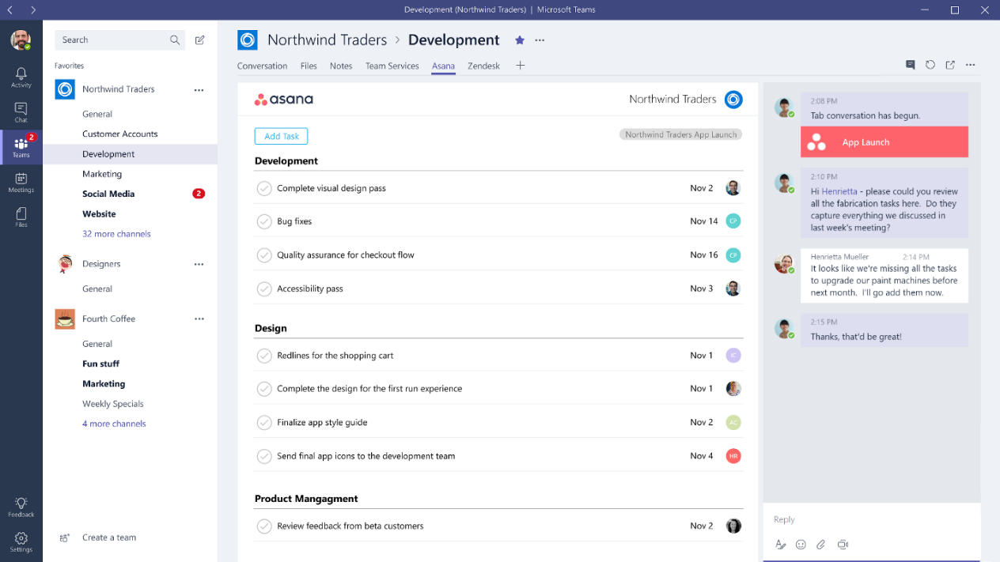 Development (Northwind Traders) | Microsoft Teams
Activity
Chat
2
Teams
Meetings
Files
Feedback
Settings
Search
Favorites
Northwind Traders
General
Customer Accounts
Development
Marketing
Social Media 2
Website
32 more channels
Designers
General
Fourth Coffee
General
Fun stuff
Marketing
Weekly Specials
4 more channels
Create a team
Northwind Traders > Development
Conversation Files Notes Team Services Asana Zendesk
asana Northwind Traders
Add Task Northwind Traders App Launch
Development
Complete visual design pass Nov 2
Bug fixes Nov 14 CP
Quality assurance for checkout flow Nov 16 CP
Accessibility pass Nov 3
Design
Redlines for the shopping cart Nov 1 IC
Complete the design for the first run experience Nov 1
Finalize app style guide Nov 2 AC
Send final app icons to the development team Nov 4 HR
Product Mangagment
Review feedback from beta customers Nov 2
2:08 PM
Tab conversation has begun.
App Launch
2:10 PM
Hi Henrietta - please could you review
all the fabrication tasks here. Do they
capture everything we discussed in
last week's meeting?
Henrietta Mueller 2:14 PM
It looks like we're missing all the tasks
to upgrade our paint machines before
next month. I'll go add them now.
2:15 PM
Thanks, that'd be great!
Reply